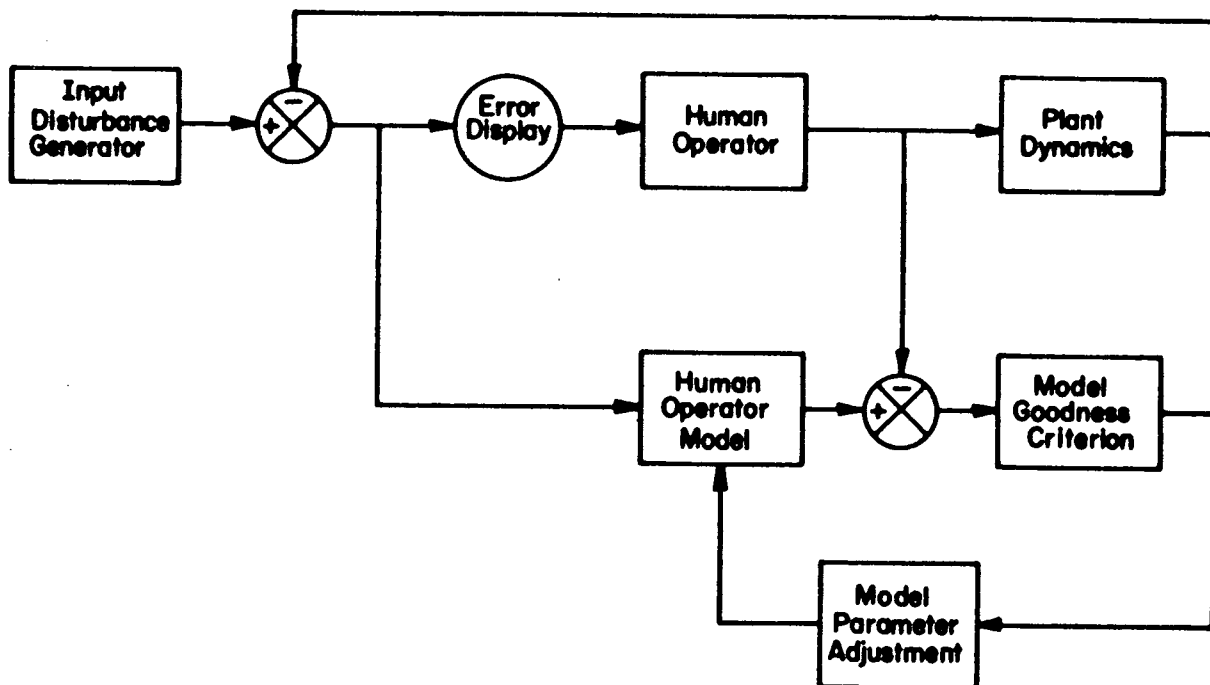 Input
Disturbance
Generator
−
+
Error
Display
Human
Operator
Plant
Dynamics
Human
Operator
Model
−
+
Model
Goodness
Criterion
Model
Parameter
Adjustment